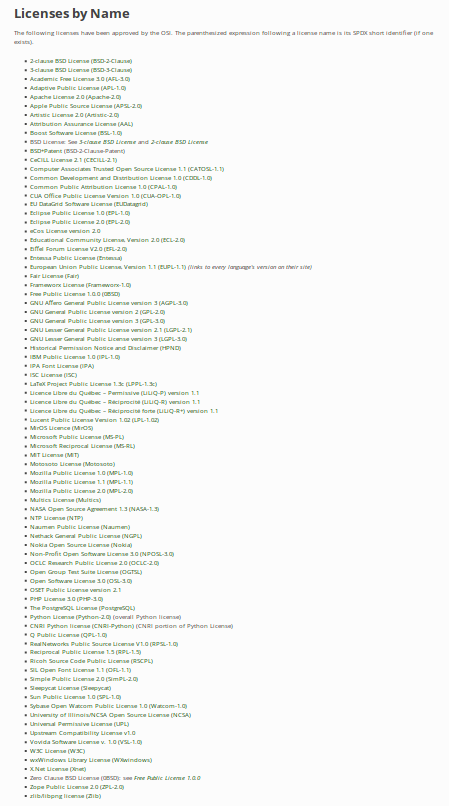 Licenses by Name
The following licenses have been approved by the OSI. The parenthesized expression following a license name is its SPDX short identifier (if one
exists).
2-clause BSD License (BSD-2-Clause)
3-clause BSD License (BSD-3-Clause)
Academic Free License 3.0 (AFL-3.0)
Adaptive Public License (APL-1.0)
Apache License 2.0 (Apache-2.0)
Apple Public Source License (APSL-2.0)
Artistic License 2.0 (Artistic-2.0)
Attribution Assurance License (AAL)
Boost Software License (BSL-1.0)
BSD License: See 3-clause BSD License and 2-clause BSD License
BSD+Patent (BSD-2-Clause-Patent)
CeCILL License 2.1 (CECILL-2.1)
Computer Associates Trusted Open Source License 1.1 (CATOSL-1.1)
Common Development and Distribution License 1.0 (CDDL-1.0)
Common Public Attribution License 1.0 (CPAL-1.0)
CUA Office Public License Version 1.0 (CUA-OPL-1.0)
EU DataGrid Software License (EUDatagrid)
Eclipse Public License 1.0 (EPL-1.0)
Eclipse Public License 2.0 (EPL-2.0)
eCos License version 2.0
Educational Community License, Version 2.0 (ECL-2.0)
Eiffel Forum License V2.0 (EFL-2.0)
Entessa Public License (Entessa)
European Union Public License, Version 1.1 (EUPL-1.1) (links to every language's version on their site)
Fair License (Fair)
Frameworx License (Frameworx-1.0)
Free Public License 1.0.0 (0BSD)
GNU Affero General Public License version 3 (AGPL-3.0)
GNU General Public License version 2 (GPL-2.0)
GNU General Public License version 3 (GPL-3.0)
GNU Lesser General Public License version 2.1 (LGPL-2.1)
GNU Lesser General Public License version 3 (LGPL-3.0)
Historical Permission Notice and Disclaimer (HPND)
IBM Public License 1.0 (IPL-1.0)
IPA Font License (IPA)
ISC License (ISC)
LaTeX Project Public License 1.3c (LPPL-1.3c)
Licence Libre du Québec – Permissive (LiLiQ-P) version 1.1
Licence Libre du Québec – Réciprocité (LiLiQ-R) version 1.1
Licence Libre du Québec – Réciprocité forte (LiLiQ-R+) version 1.1
Lucent Public License Version 1.02 (LPL-1.02)
MirOS Licence (MirOS)
Microsoft Public License (MS-PL)
Microsoft Reciprocal License (MS-RL)
MIT License (MIT)
Motosoto License (Motosoto)
Mozilla Public License 1.0 (MPL-1.0)
Mozilla Public License 1.1 (MPL-1.1)
Mozilla Public License 2.0 (MPL-2.0)
Multics License (Multics)
NASA Open Source Agreement 1.3 (NASA-1.3)
NTP License (NTP)
Naumen Public License (Naumen)
Nethack General Public License (NGPL)
Nokia Open Source License (Nokia)
Non-Profit Open Software License 3.0 (NPOSL-3.0)
OCLC Research Public License 2.0 (OCLC-2.0)
Open Group Test Suite License (OGTSL)
Open Software License 3.0 (OSL-3.0)
OSET Public License version 2.1
PHP License 3.0 (PHP-3.0)
The PostgreSQL License (PostgreSQL)
Python License (Python-2.0) (overall Python license)
CNRI Python license (CNRI-Python) (CNRI portion of Python License)
Q Public License (QPL-1.0)
RealNetworks Public Source License V1.0 (RPSL-1.0)
Reciprocal Public License 1.5 (RPL-1.5)
Ricoh Source Code Public License (RSCPL)
SIL Open Font License 1.1 (OFL-1.1)
Simple Public License 2.0 (SimPL-2.0)
Sleepycat License (Sleepycat)
Sun Public License 1.0 (SPL-1.0)
Sybase Open Watcom Public License 1.0 (Watcom-1.0)
University of Illinois/NCSA Open Source License (NCSA)
Universal Permissive License (UPL)
Upstream Compatibility License v1.0
Vovida Software License v. 1.0 (VSL-1.0)
W3C License (W3C)
wxWindows Library License (WXwindows)
X.Net License (Xnet)
Zero Clause BSD License (0BSD): see Free Public License 1.0.0
Zope Public License 2.0 (ZPL-2.0)
zlib/libpng license (Zlib)